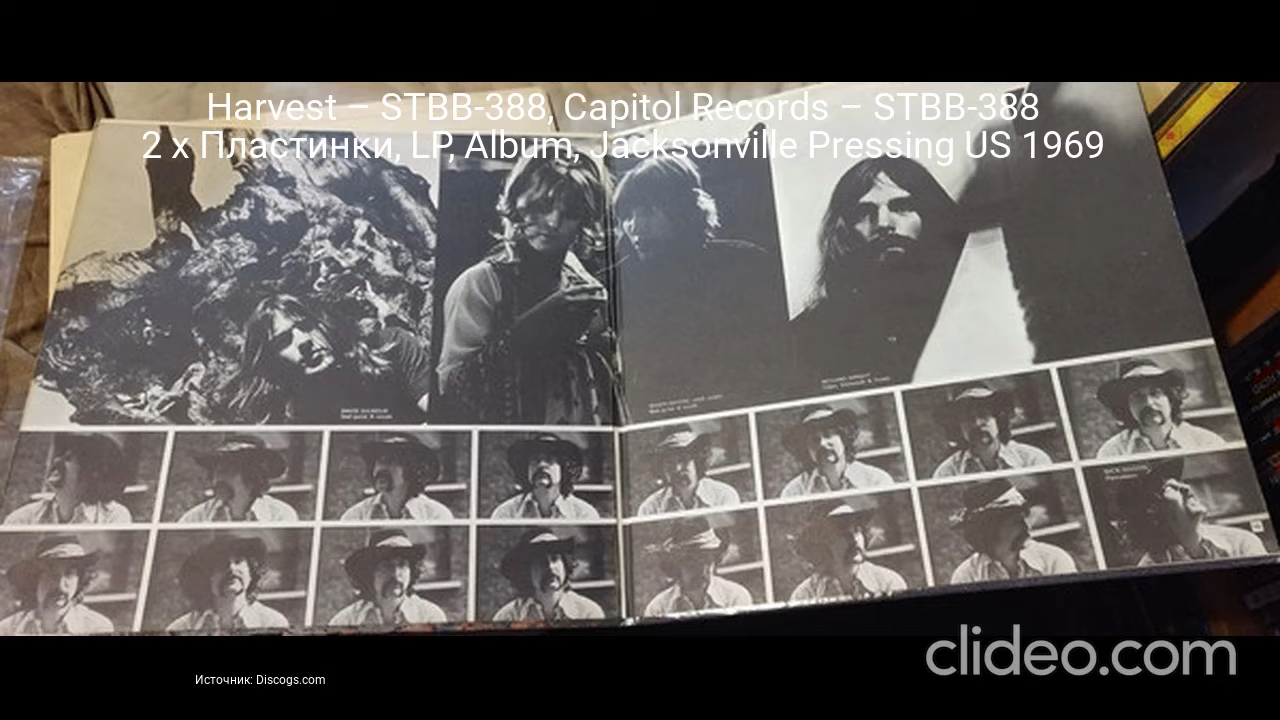 Harvest – STBB-388, Capitol Records – STBB-388
2 x Пластинки, LP, Album, Jacksonville Pressing US 1969
clideo.com
Источник: Discogs.com